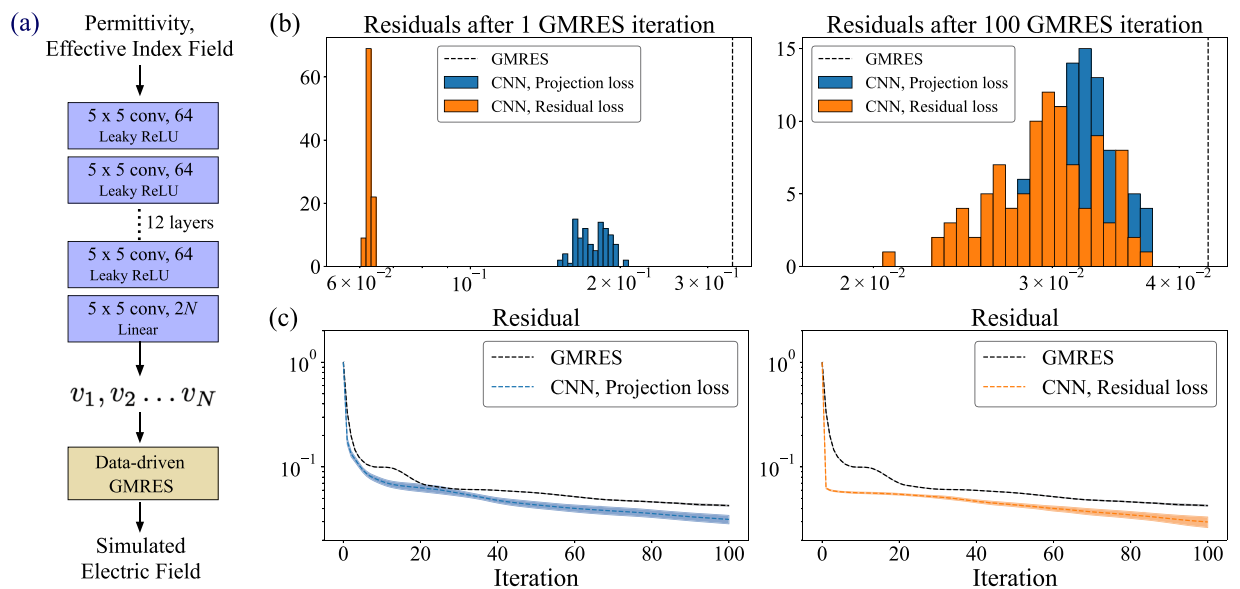 (a)
Permittivity,
Effective Index Field
5 x 5 conv, 64
Leaky ReLU
5 x 5 conv, 64
Leaky ReLU
12 layers
5 x 5 conv, 64
Leaky ReLU
5 x 5 conv, 2N
Linear
v₁, v₂ ... v_N
Data-driven
GMRES
Simulated
Electric Field
(b)
Residuals after 1 GMRES iteration
GMRES
CNN, Projection loss
CNN, Residual loss
60
40
20
0
6 × 10⁻²
10⁻¹
2 × 10⁻¹
3 × 10⁻¹
Residuals after 100 GMRES iteration
GMRES
CNN, Projection loss
CNN, Residual loss
15
10
5
0
2 × 10⁻²
3 × 10⁻²
4 × 10⁻²
(c)
Residual
GMRES
CNN, Projection loss
10⁰
10⁻¹
0 20 40 60 80 100
Iteration
Residual
GMRES
CNN, Residual loss
10⁰
10⁻¹
0 20 40 60 80 100
Iteration